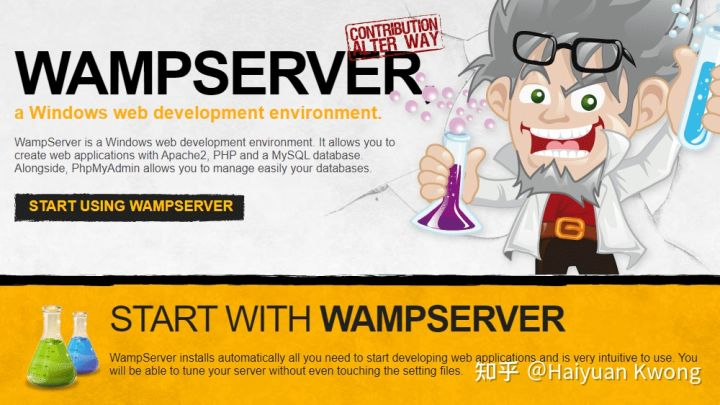 CONTRIBUTION
ALTER WAY
WAMPSERVER
a Windows web development environment.
WampServer is a Windows web development environment. It allows you to
create web applications with Apache2, PHP and a MySQL database.
Alongside, PhpMyAdmin allows you to manage easily your databases.
START USING WAMPSERVER
START WITH WAMPSERVER
WampServer installs automatically all you need to start developing web applications and is very intuitive to use. You
will be able to tune your server without even touching the setting files.
知乎 @Haiyuan Kwong